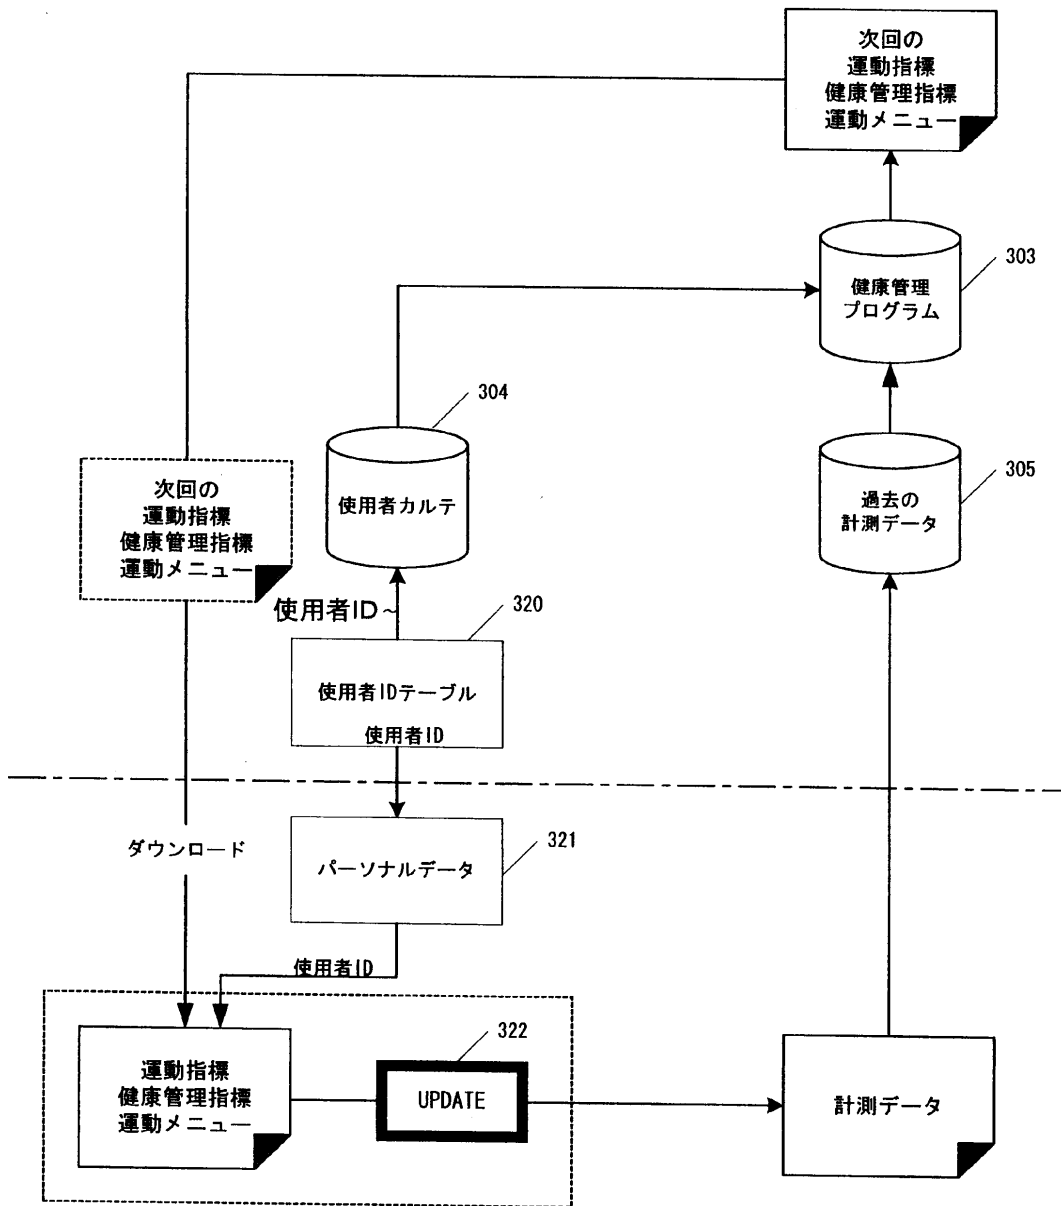 次回の
運動指標
健康管理指標
運動メニュー
303
健康管理
プログラム
304
使用者カルテ
305
過去の
計測データ
次回の
運動指標
健康管理指標
運動メニュー
使用者ID~
320
使用者IDテーブル
使用者ID
ダウンロード
321
パーソナルデータ
使用者ID
322
運動指標
健康管理指標
運動メニュー
UPDATE
計測データ